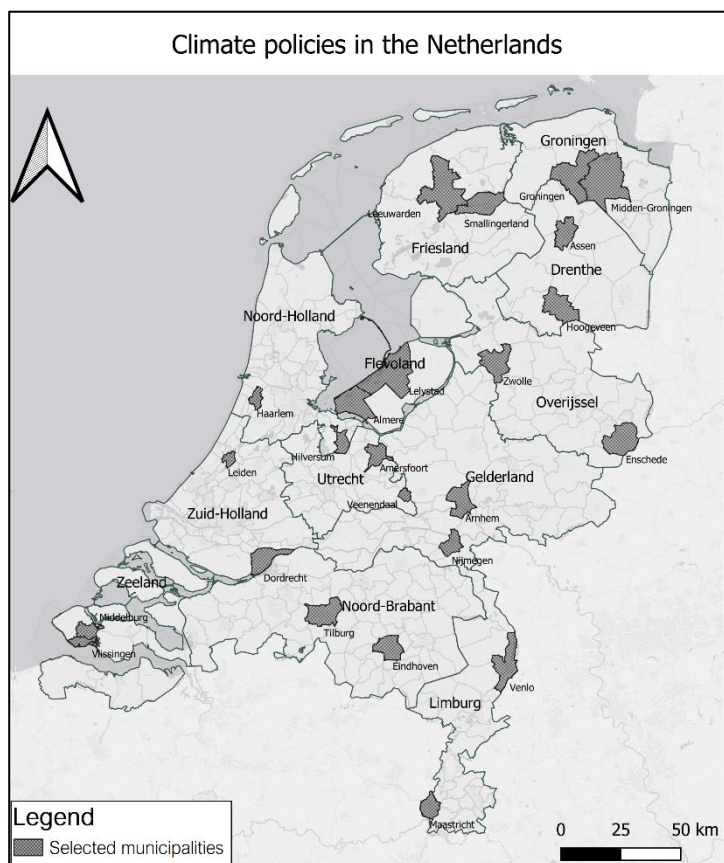 Climate policies in the Netherlands
Groningen
Groningen
Leeuwarden
Midden-Groningen
Smallingerland
Friesland
Assen
Drenthe
Hoogeveen
Noord-Holland
Flevoland
Zwolle
Lelystad
Overijssel
Haarlem
Almere
Enschede
Hilversum
Leiden
Amersfoort
Utrecht
Gelderland
Veenendaal
Zuid-Holland
Arnhem
Nijmegen
Dordrecht
Zeeland
Noord-Brabant
Middelburg
Tilburg
Vlissingen
Eindhoven
Venlo
Limburg
Maastricht
Legend
Selected municipalities
0 25 50 km